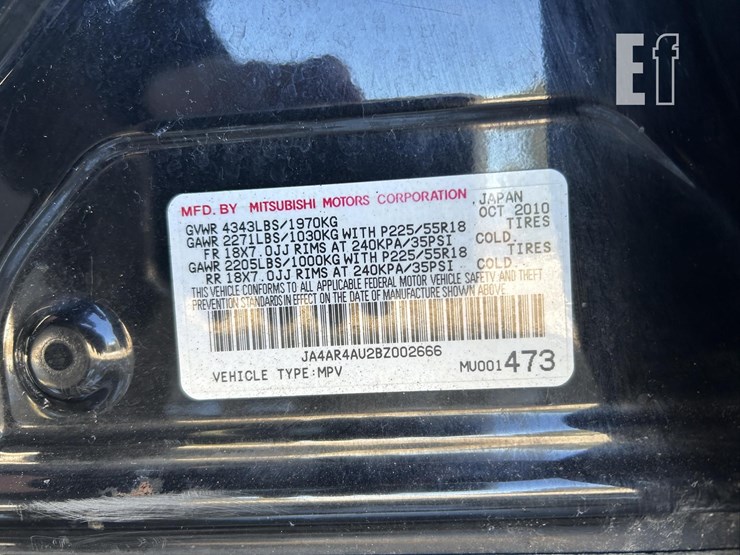 Ef
MFD. BY MITSUBISHI MOTORS CORPORATION JAPAN
GVWR 4343LBS/1970KG OCT 2010
GAWR 2271LBS/1030KG WITH P225/55R18 TIRES
FR 18X7.0JJ RIMS AT 240KPA/35PSI COLD.
GAWR 2205LBS/1000KG WITH P225/55R18 TIRES
RR 18X7.0JJ RIMS AT 240KPA/35PSI COLD.
THIS VEHICLE CONFORMS TO ALL APPLICABLE FEDERAL MOTOR VEHICLE SAFETY AND THEFT
PREVENTION STANDARDS IN EFFECT ON THE DATE OF MANUFACTURE SHOWN ABOVE
JA4AR4AU2BZ002666
VEHICLE TYPE:MPV MU001473